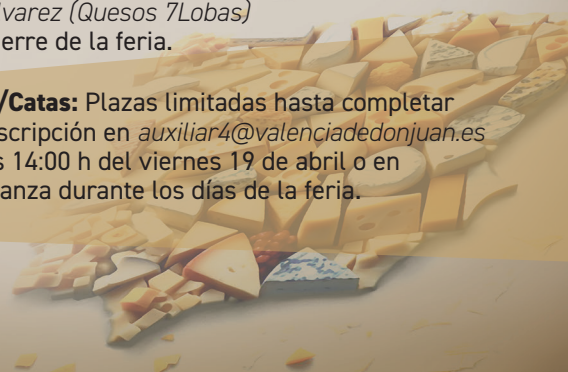 lvarez (Quesos 7Lobas)
erre de la feria.
/Catas: Plazas limitadas hasta completar
scripción en auxiliar4@valenciadedonjuan.es
s 14:00 h del viernes 19 de abril o en
anza durante los días de la feria.